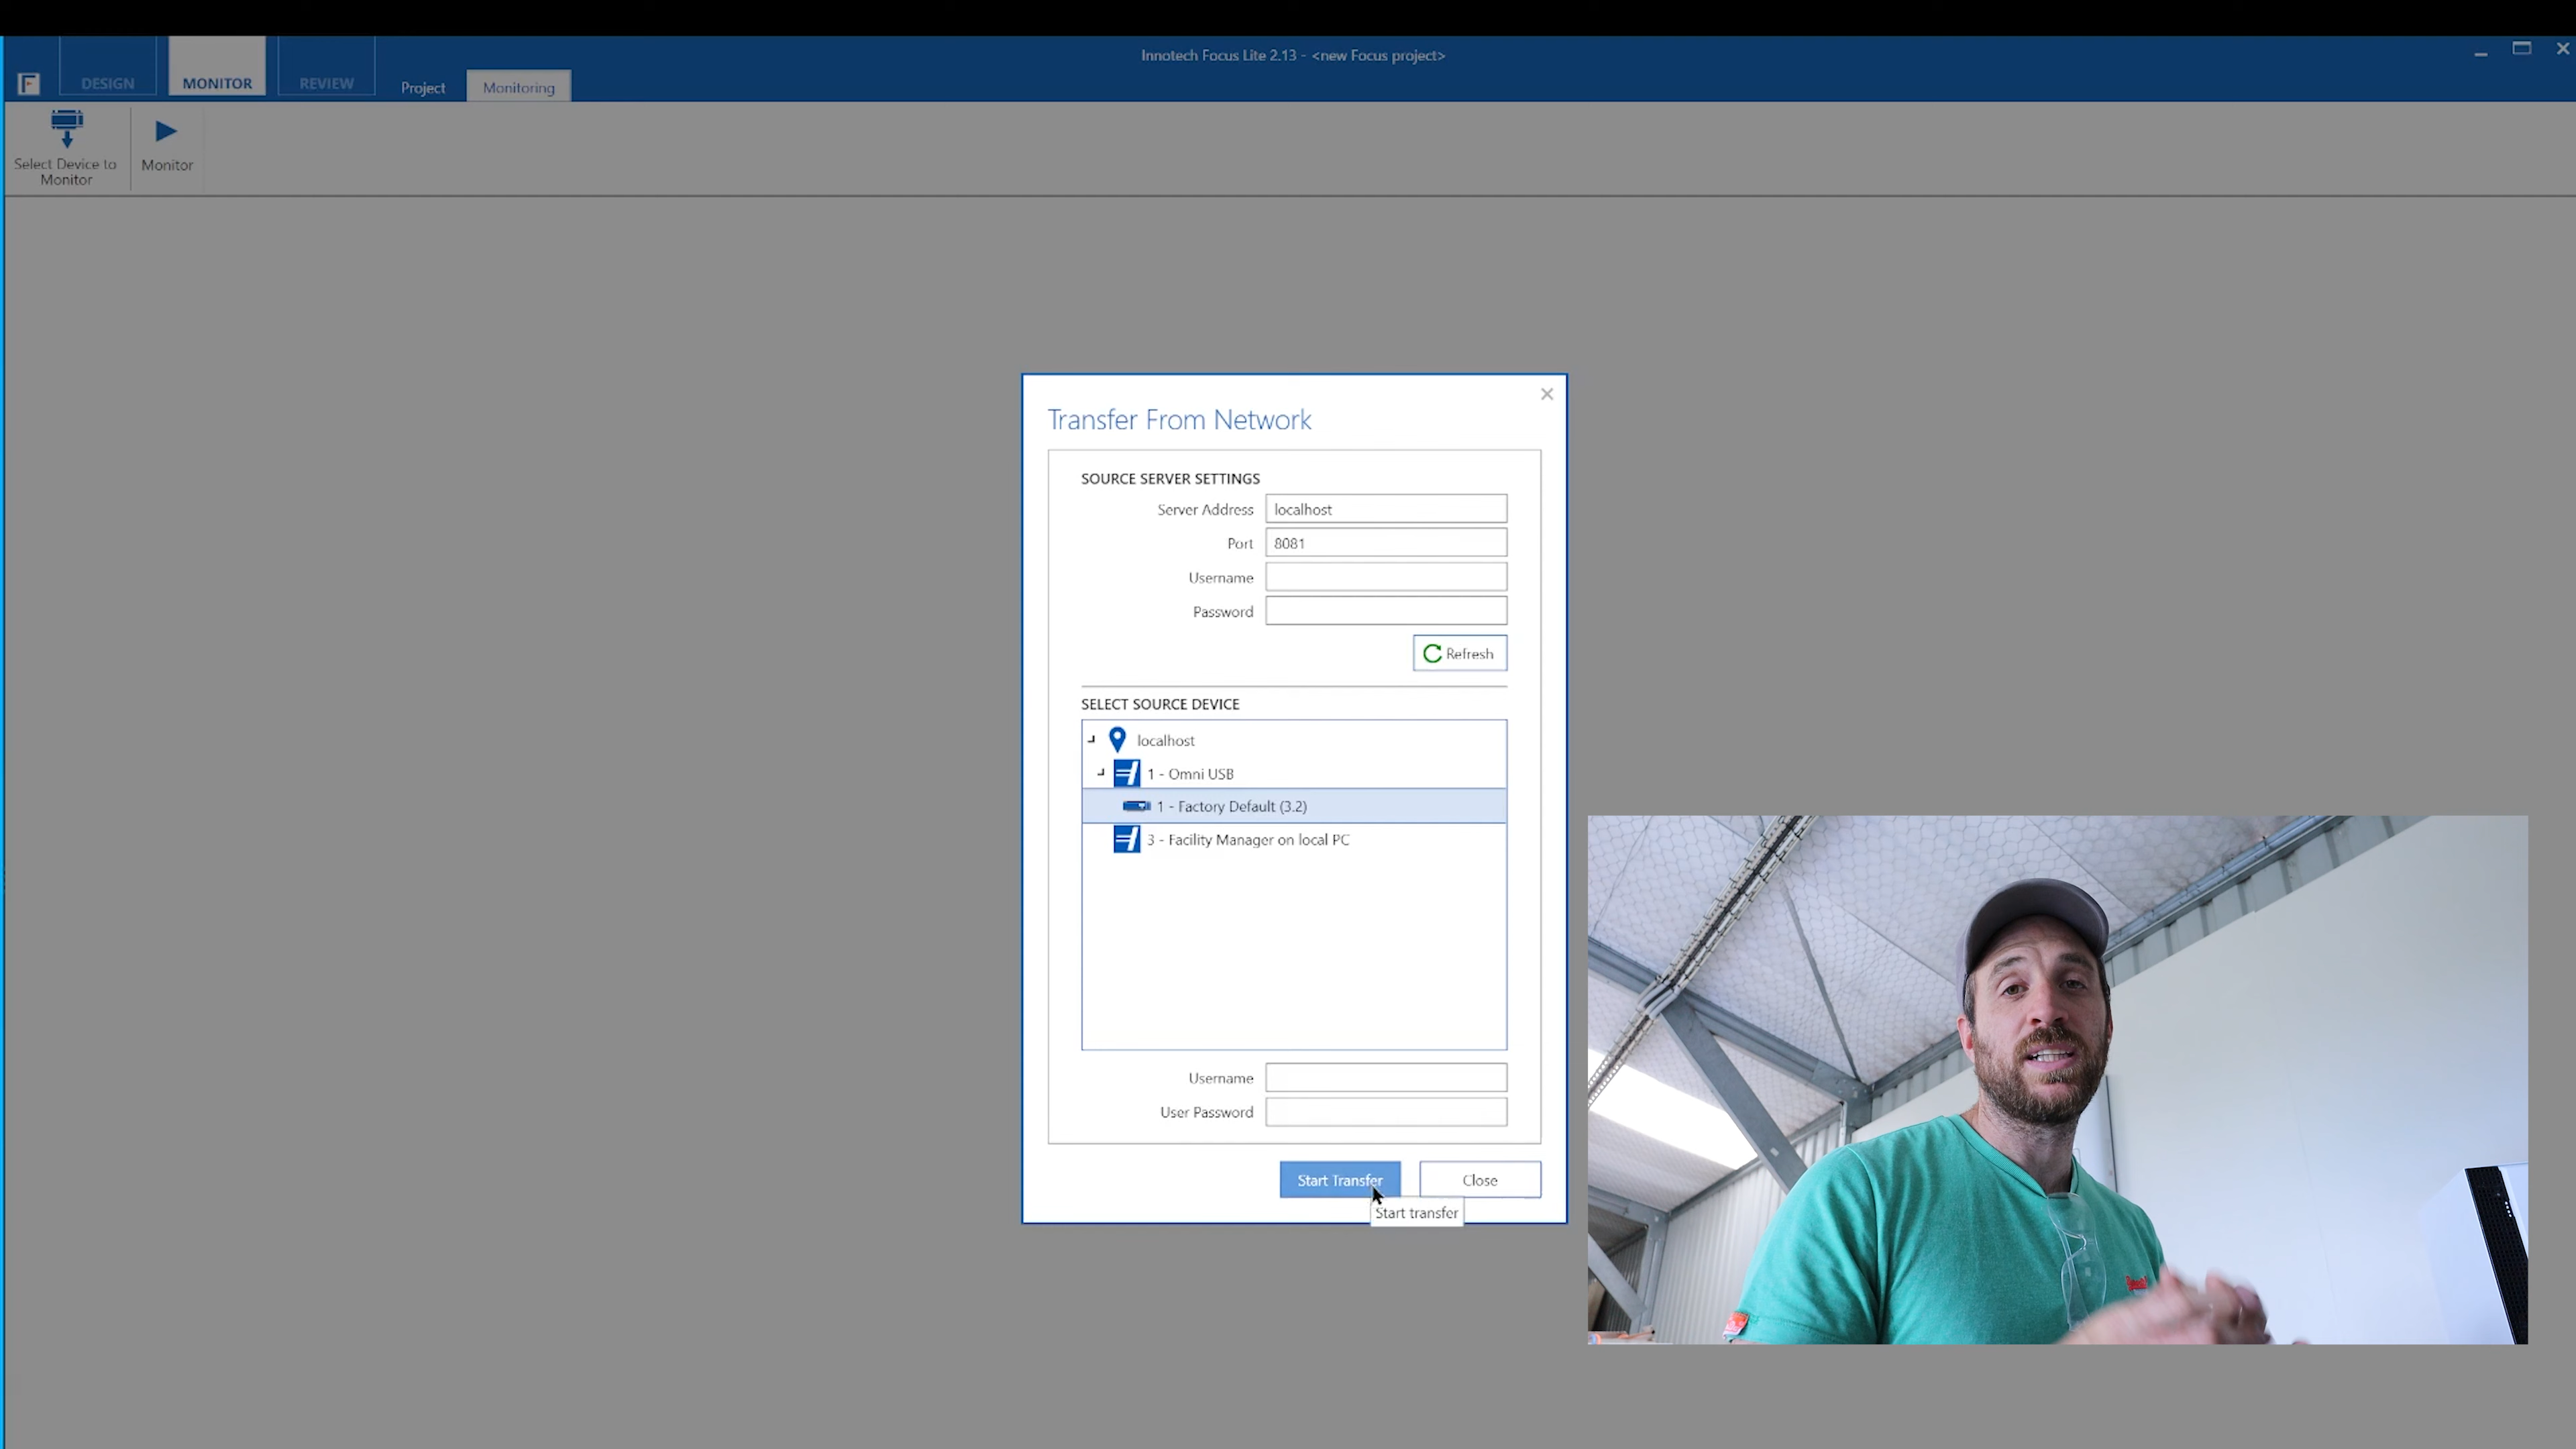 Innotech Focus Lite 2.13 - <new Focus project>
F
DESIGN
MONITOR
REVIEW
Project
Monitoring
Select Device to
Monitor
Monitor
Transfer From Network
SOURCE SERVER SETTINGS
Server Address localhost
Port 8081
Username
Password
Refresh
SELECT SOURCE DEVICE
localhost
1 - Omni USB
1 - Factory Default (3.2)
3 - Facility Manager on local PC
Username
User Password
Start Transfer
Close
Start transfer